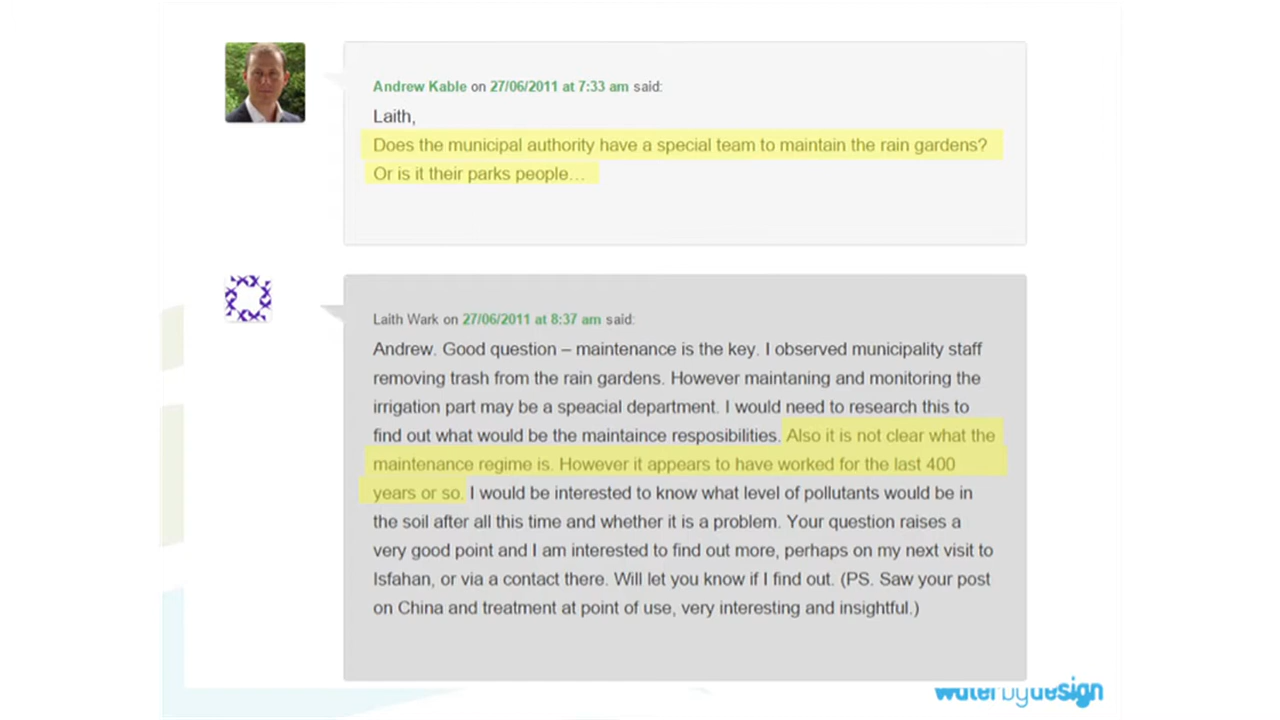 Andrew Kable on 27/06/2011 at 7:33 am said:
Laith,
Does the municipal authority have a special team to maintain the rain gardens?
Or is it their parks people…
Laith Wark on 27/06/2011 at 8:37 am said:
Andrew. Good question – maintenance is the key. I observed municipality staff
removing trash from the rain gardens. However maintaning and monitoring the
irrigation part may be a speacial department. I would need to research this to
find out what would be the maintaince resposibilities. Also it is not clear what the
maintenance regime is. However it appears to have worked for the last 400
years or so. I would be interested to know what level of pollutants would be in
the soil after all this time and whether it is a problem. Your question raises a
very good point and I am interested to find out more, perhaps on my next visit to
Isfahan, or via a contact there. Will let you know if I find out. (PS. Saw your post
on China and treatment at point of use, very interesting and insightful.)
waterbydesign